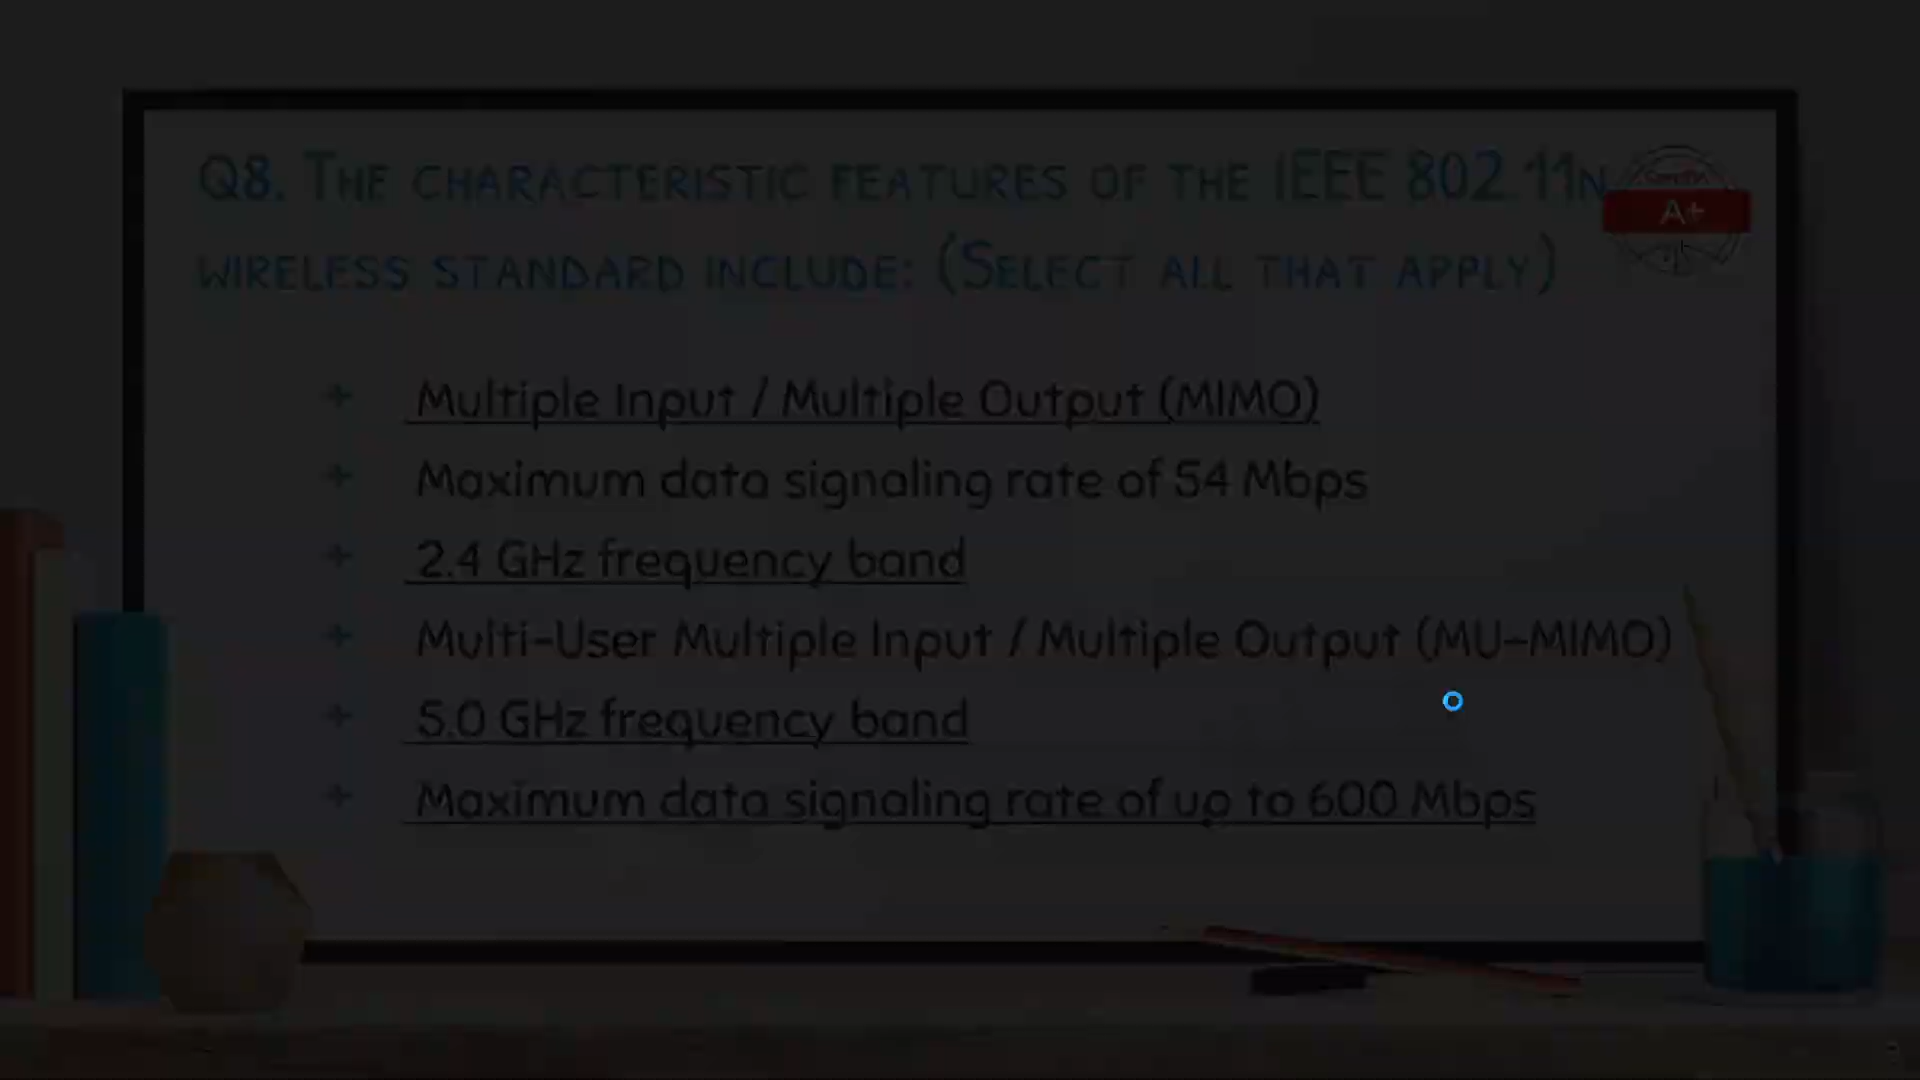 Q8. THE CHARACTERISTIC FEATURES OF THE IEEE 802.11N
WIRELESS STANDARD INCLUDE: (SELECT ALL THAT APPLY)
CompTIA
A+
Multiple Input / Multiple Output (MIMO)
Maximum data signaling rate of 54 Mbps
2.4 GHz frequency band
Multi-User Multiple Input / Multiple Output (MU-MIMO)
5.0 GHz frequency band
Maximum data signaling rate of up to 600 Mbps